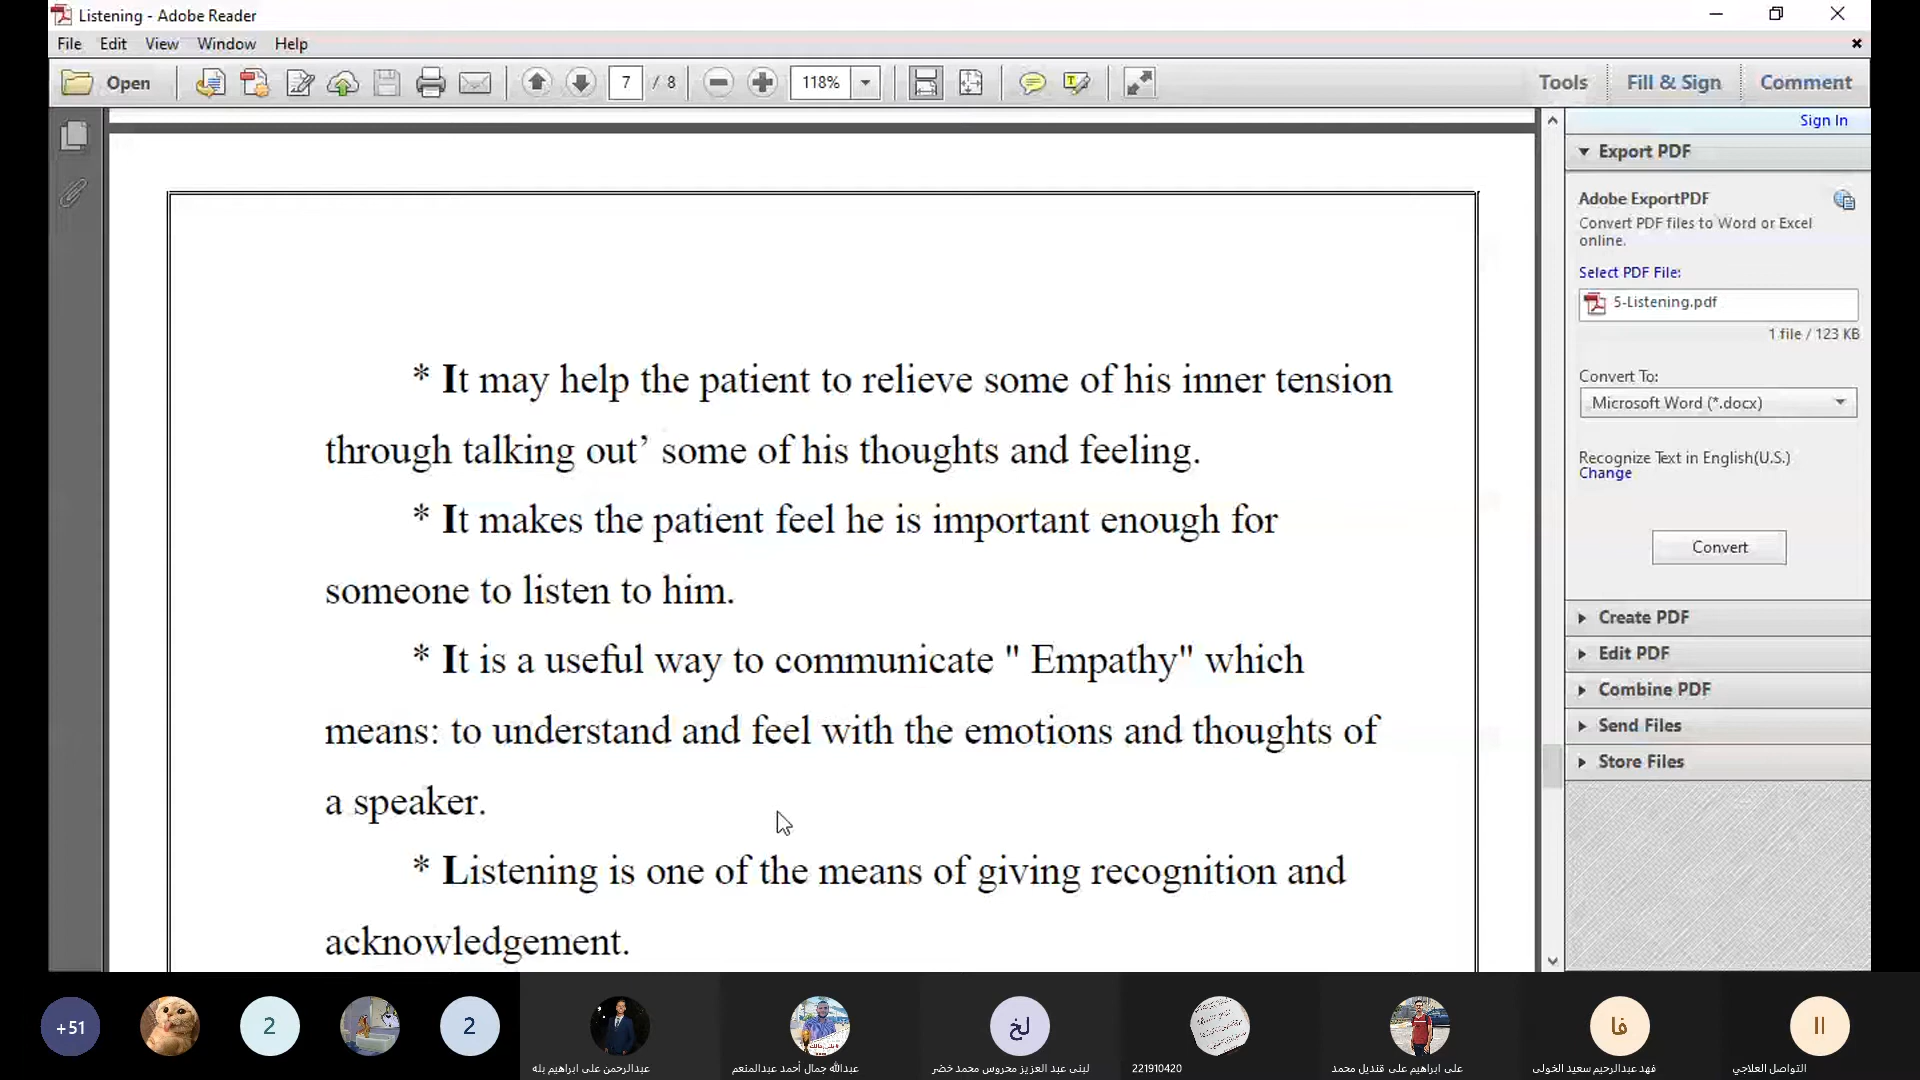 Listening - Adobe Reader
File Edit View Window Help
Open 7 / 8 118% Tools Fill & Sign Comment
Sign In
Export PDF
Adobe ExportPDF
Convert PDF files to Word or Excel
online.
Select PDF File:
5-Listening.pdf
1 file / 123 KB
Convert To:
Microsoft Word (*.docx)
Recognize Text in English(U.S.)
Change
Convert
Create PDF
Edit PDF
Combine PDF
Send Files
Store Files
* It may help the patient to relieve some of his inner tension
through talking out’ some of his thoughts and feeling.
* It makes the patient feel he is important enough for
someone to listen to him.
* It is a useful way to communicate " Empathy" which
means: to understand and feel with the emotions and thoughts of
a speaker.
* Listening is one of the means of giving recognition and
acknowledgement.
+51 2 2 لخ فا ||
عبدالرحمن على ابراهيم بله
عبدالله جمال أحمد عبدالمنعم
لبنى عبد العزيز محروس محمد خضر
221910420
على ابراهيم على قنديل محمد
فهد عبدالرحيم سعيد الخولى
التواصل العلاجي